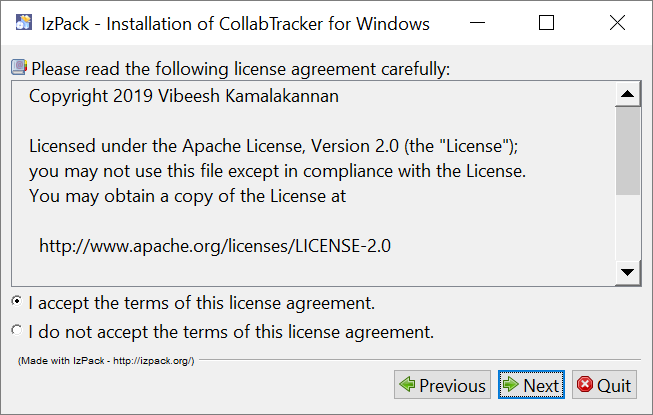 IzPack - Installation of CollabTracker for Windows
Please read the following license agreement carefully:
Copyright 2019 Vibeesh Kamalakannan
Licensed under the Apache License, Version 2.0 (the "License");
you may not use this file except in compliance with the License.
You may obtain a copy of the License at
http://www.apache.org/licenses/LICENSE-2.0
I accept the terms of this license agreement.
I do not accept the terms of this license agreement.
(Made with IzPack - http://izpack.org/)
Previous Next Quit